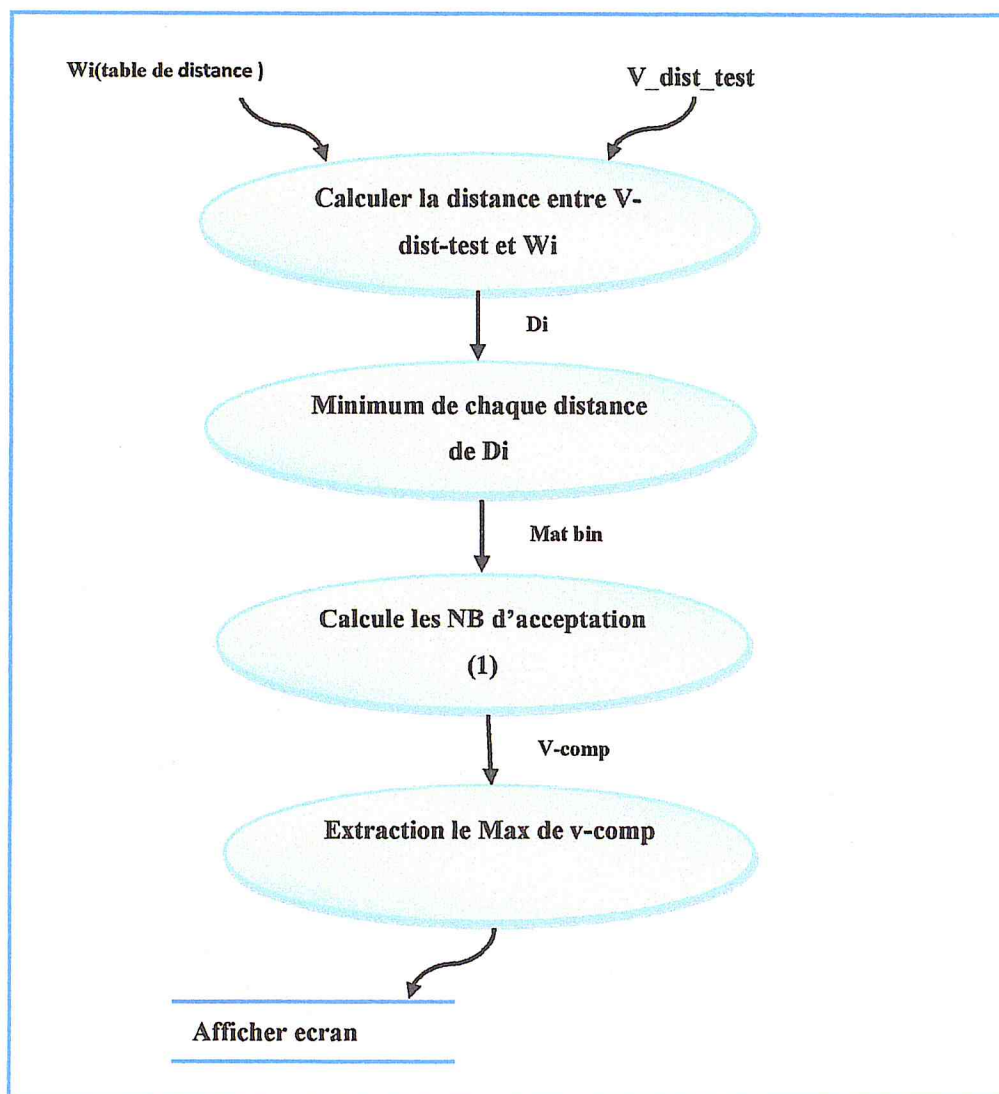 Wi(table de distance )
V_dist_test
Calculer la distance entre V-
dist-test et Wi
Di
Minimum de chaque distance
de Di
Mat bin
Calcule les NB d'acceptation
(1)
V-comp
Extraction le Max de v-comp
Afficher ecran